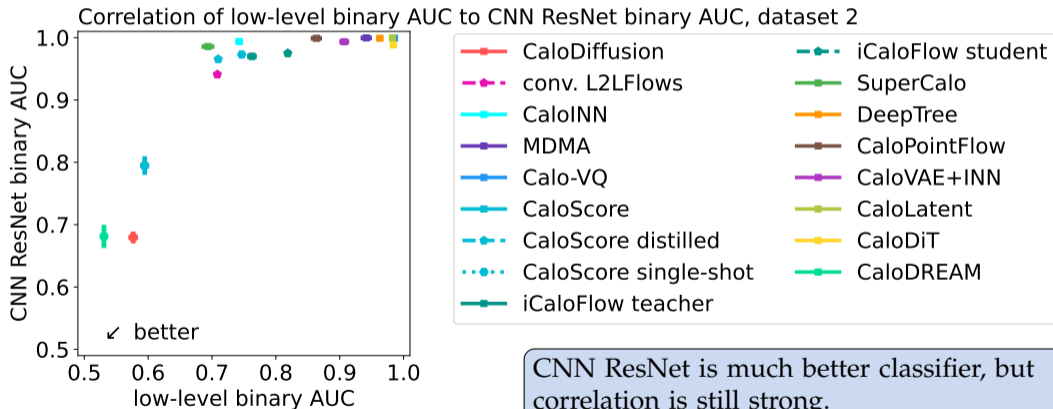 Correlation of low-level binary AUC to CNN ResNet binary AUC, dataset 2
CNN ResNet binary AUC
1.0
0.9
0.8
0.7
0.6
0.5
↙ better
0.5 0.6 0.7 0.8 0.9 1.0
low-level binary AUC
CaloDiffusion
conv. L2LFlows
CaloINN
MDMA
Calo-VQ
CaloScore
CaloScore distilled
CaloScore single-shot
iCaloFlow teacher
iCaloFlow student
SuperCalo
DeepTree
CaloPointFlow
CaloVAE+INN
CaloLatent
CaloDiT
CaloDREAM
CNN ResNet is much better classifier, but
correlation is still strong.